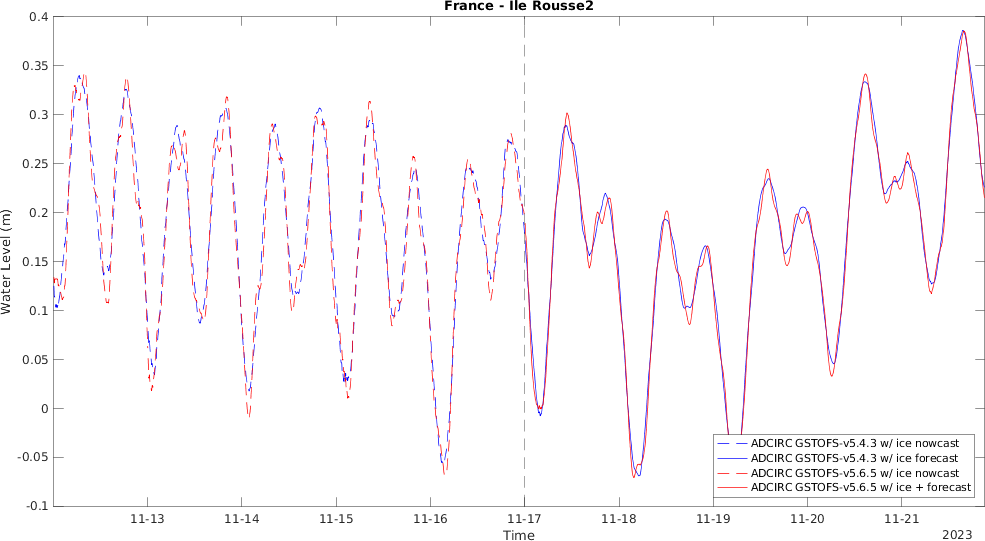 France - Ile Rousse2
Water Level (m)
0.4
0.35
0.3
0.25
0.2
0.15
0.1
0.05
0
-0.05
-0.1
ADCIRC GSTOFS-v5.4.3 w/ ice nowcast
ADCIRC GSTOFS-v5.4.3 w/ ice forecast
ADCIRC GSTOFS-v5.6.5 w/ ice nowcast
ADCIRC GSTOFS-v5.6.5 w/ ice + forecast
11-13 11-14 11-15 11-16 11-17 11-18 11-19 11-20 11-21
Time
2023